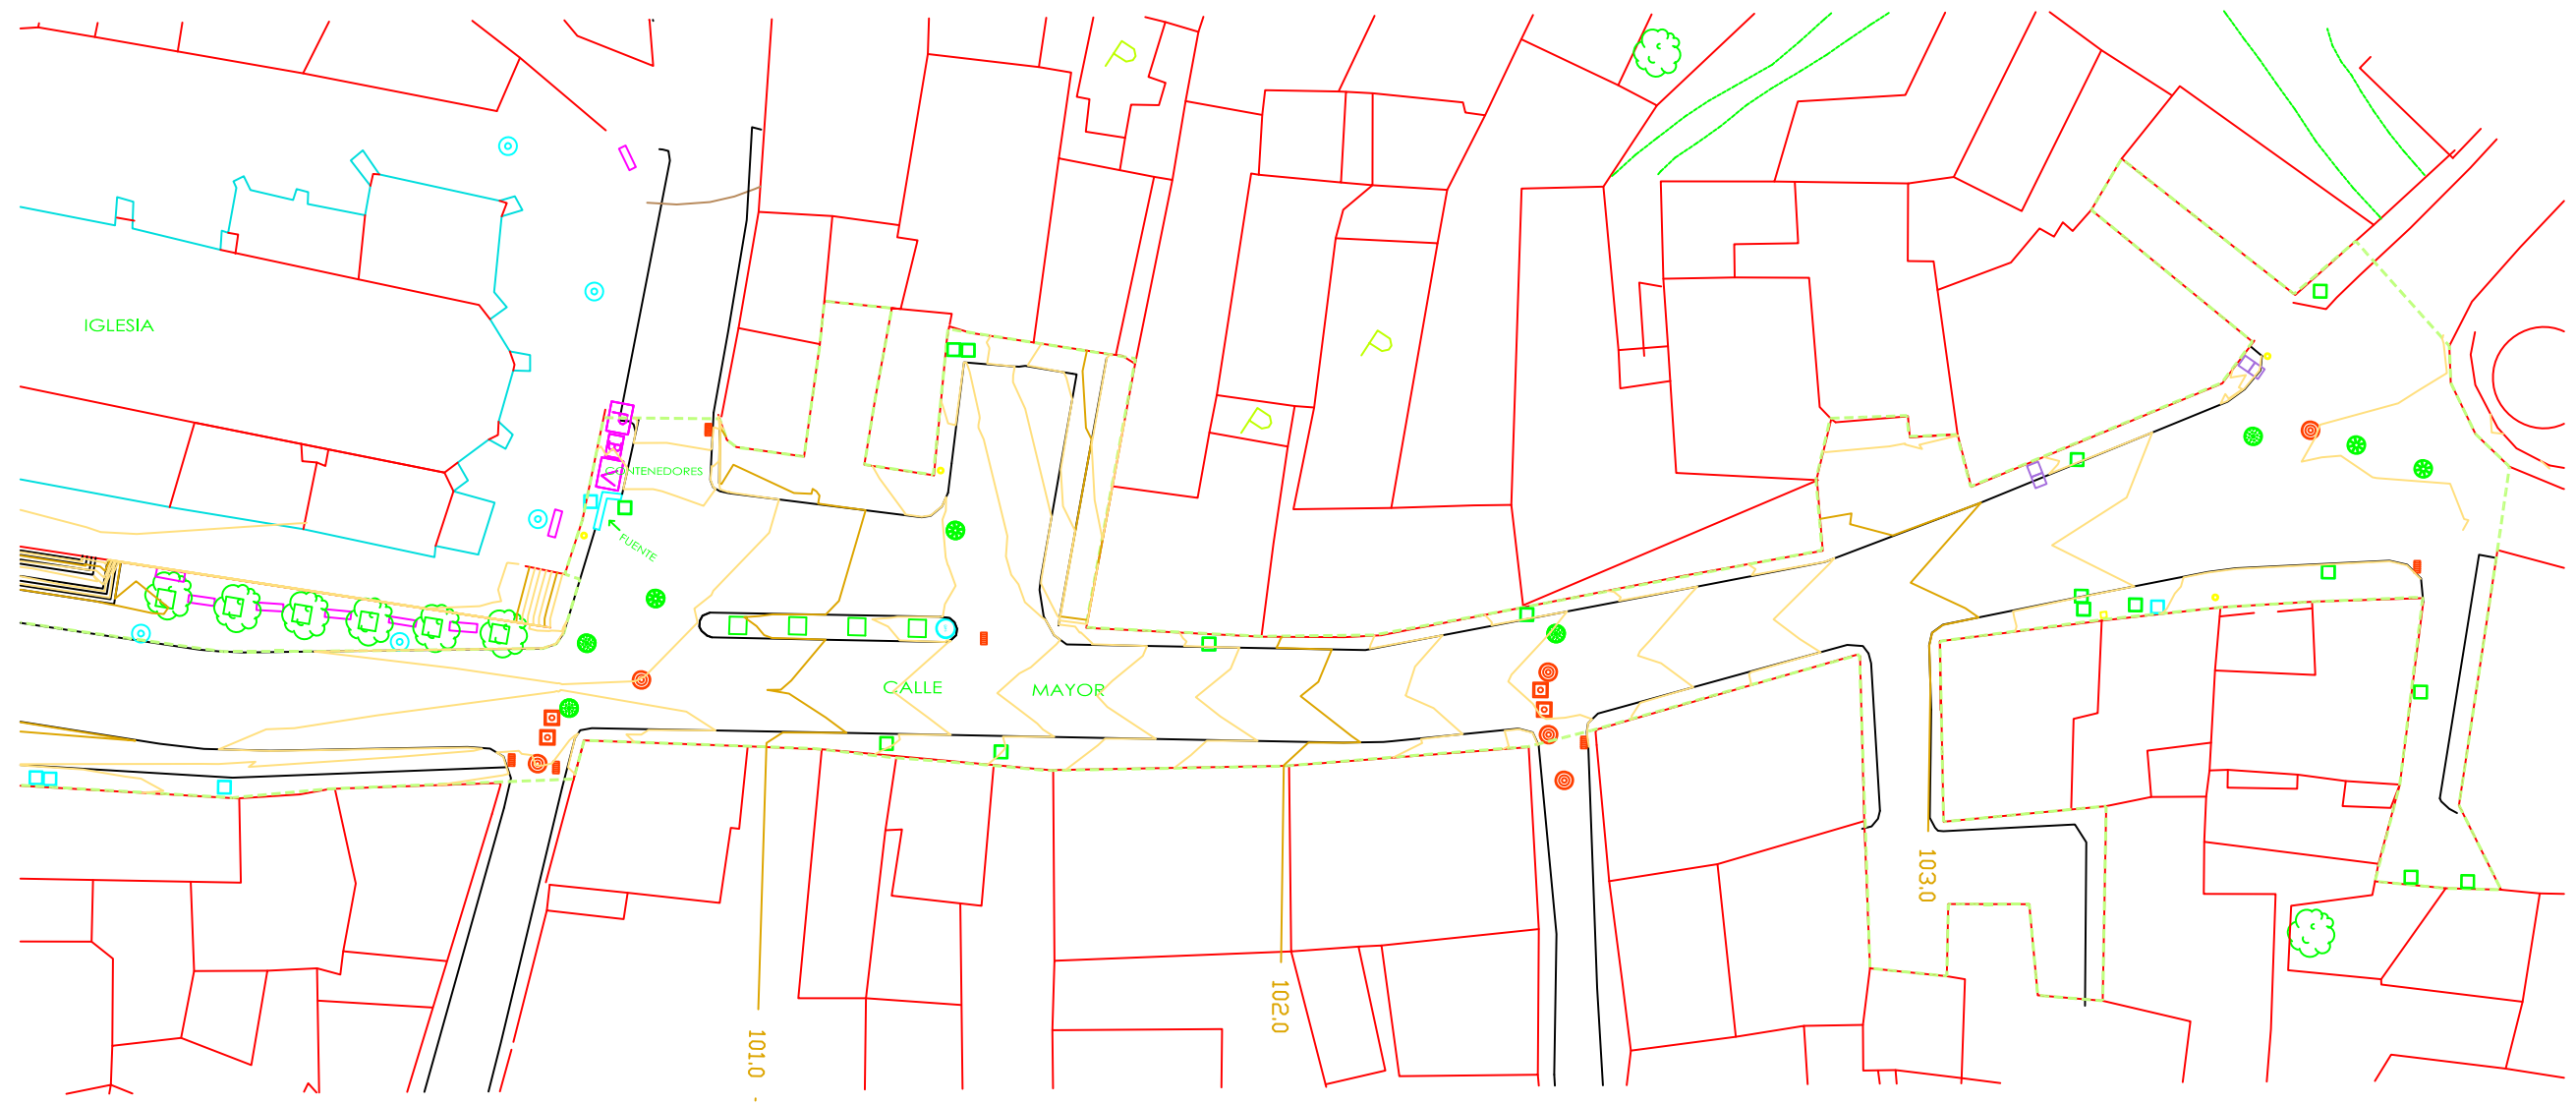 P
IGLESIA
P
P
CONTENEDORES
FUENTE
CALLE MAYOR
103.0
102.0
101.0